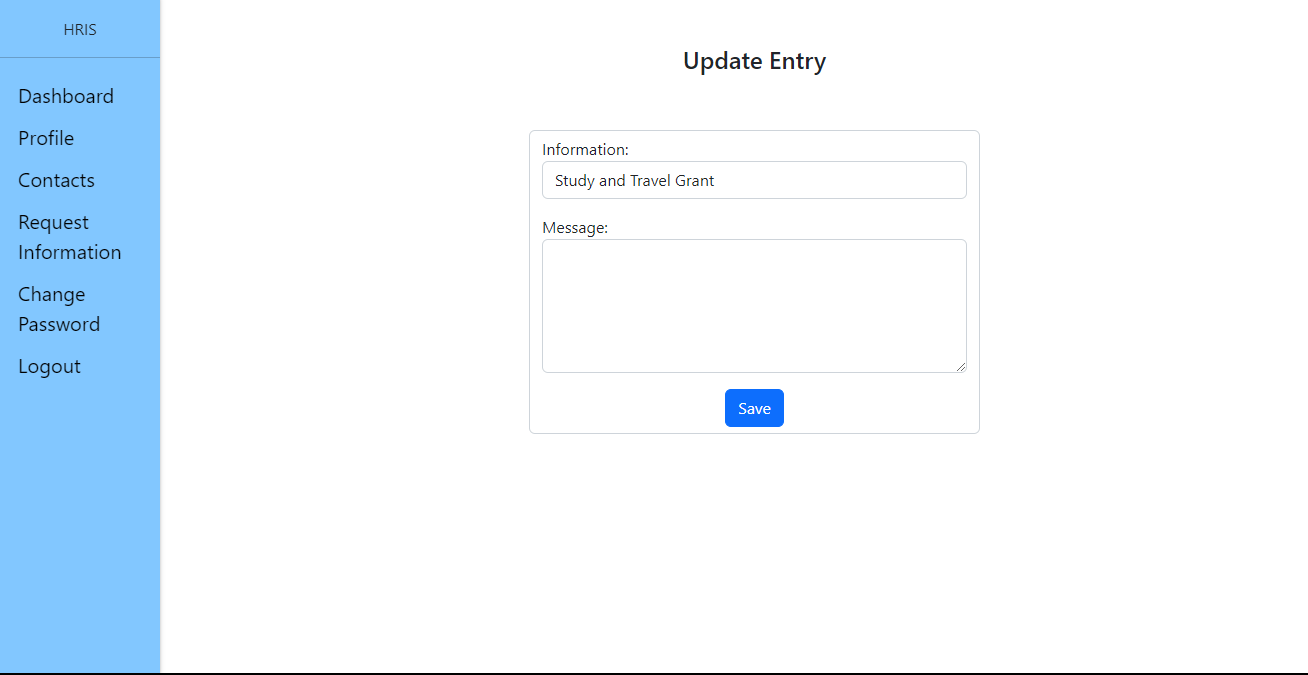 HRIS
Dashboard
Profile
Contacts
Request
Information
Change
Password
Logout
Update Entry
Information:
Study and Travel Grant
Message:
Save